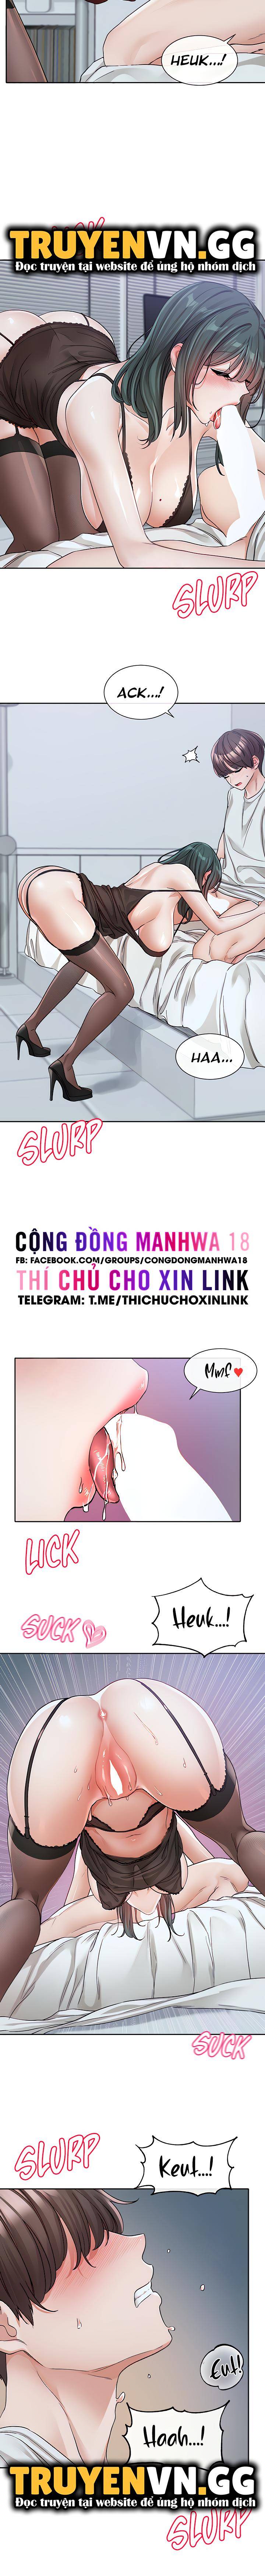 HEUK...!
TRUYENVN.GG
Đọc truyện tại website để ủng hộ nhóm dịch
SLURP
ACK...!
HAA...
SLURP
CỘNG ĐỒNG MANHWA 18
FB: FACEBOOK.COM/GROUPS/CONGDONGMANHWA18
THÍ CHỦ CHO XIN LINK
TELEGRAM: T.ME/THICHUCHOXINLINK
Mmf♥
LICK
Heuk...!
SUCK
SUCK
SLURP
Keut...!
Eut!
Haah...!
TRUYENVN.GG
Đọc truyện tại website để ủng hộ nhóm dịch
SLURP